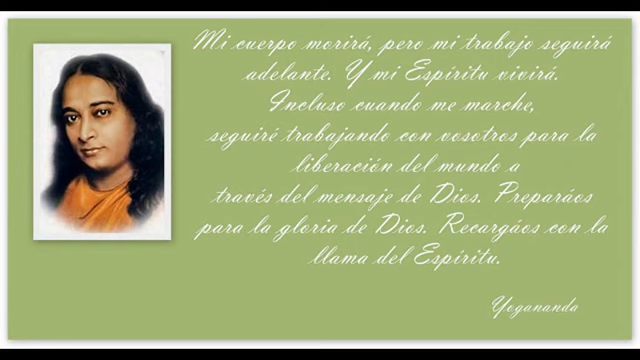 Mi cuerpo morirá, pero mi trabajo seguirá
adelante. Y mi Espíritu vivirá.
Incluso cuando me marche,
seguiré trabajando con vosotros para la
liberación del mundo a
través del mensaje de Dios. Preparáos
para la gloria de Dios. Recargáos con la
llama del Espíritu.
Yogananda